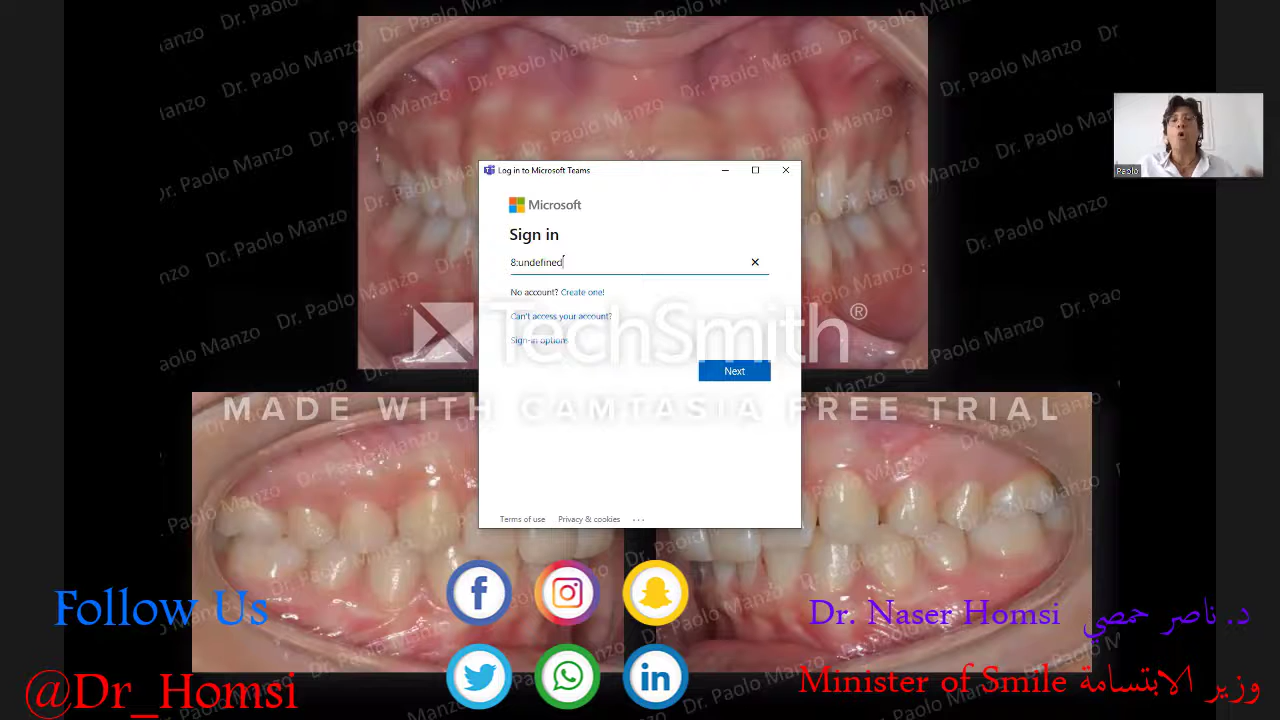 Dr. Paolo Manzo
Paolo
Log in to Microsoft Teams
Microsoft
Sign in
8:undefined
No account? Create one!
Can't access your account?
Sign-in options
Next
TechSmith®
MADE WITH CAMTASIA FREE TRIAL
Terms of use Privacy & cookies ...
Follow Us
@Dr_Homsi
Dr. Naser Homsi د. ناصر حمصي
Minister of Smile وزير الابتسامة